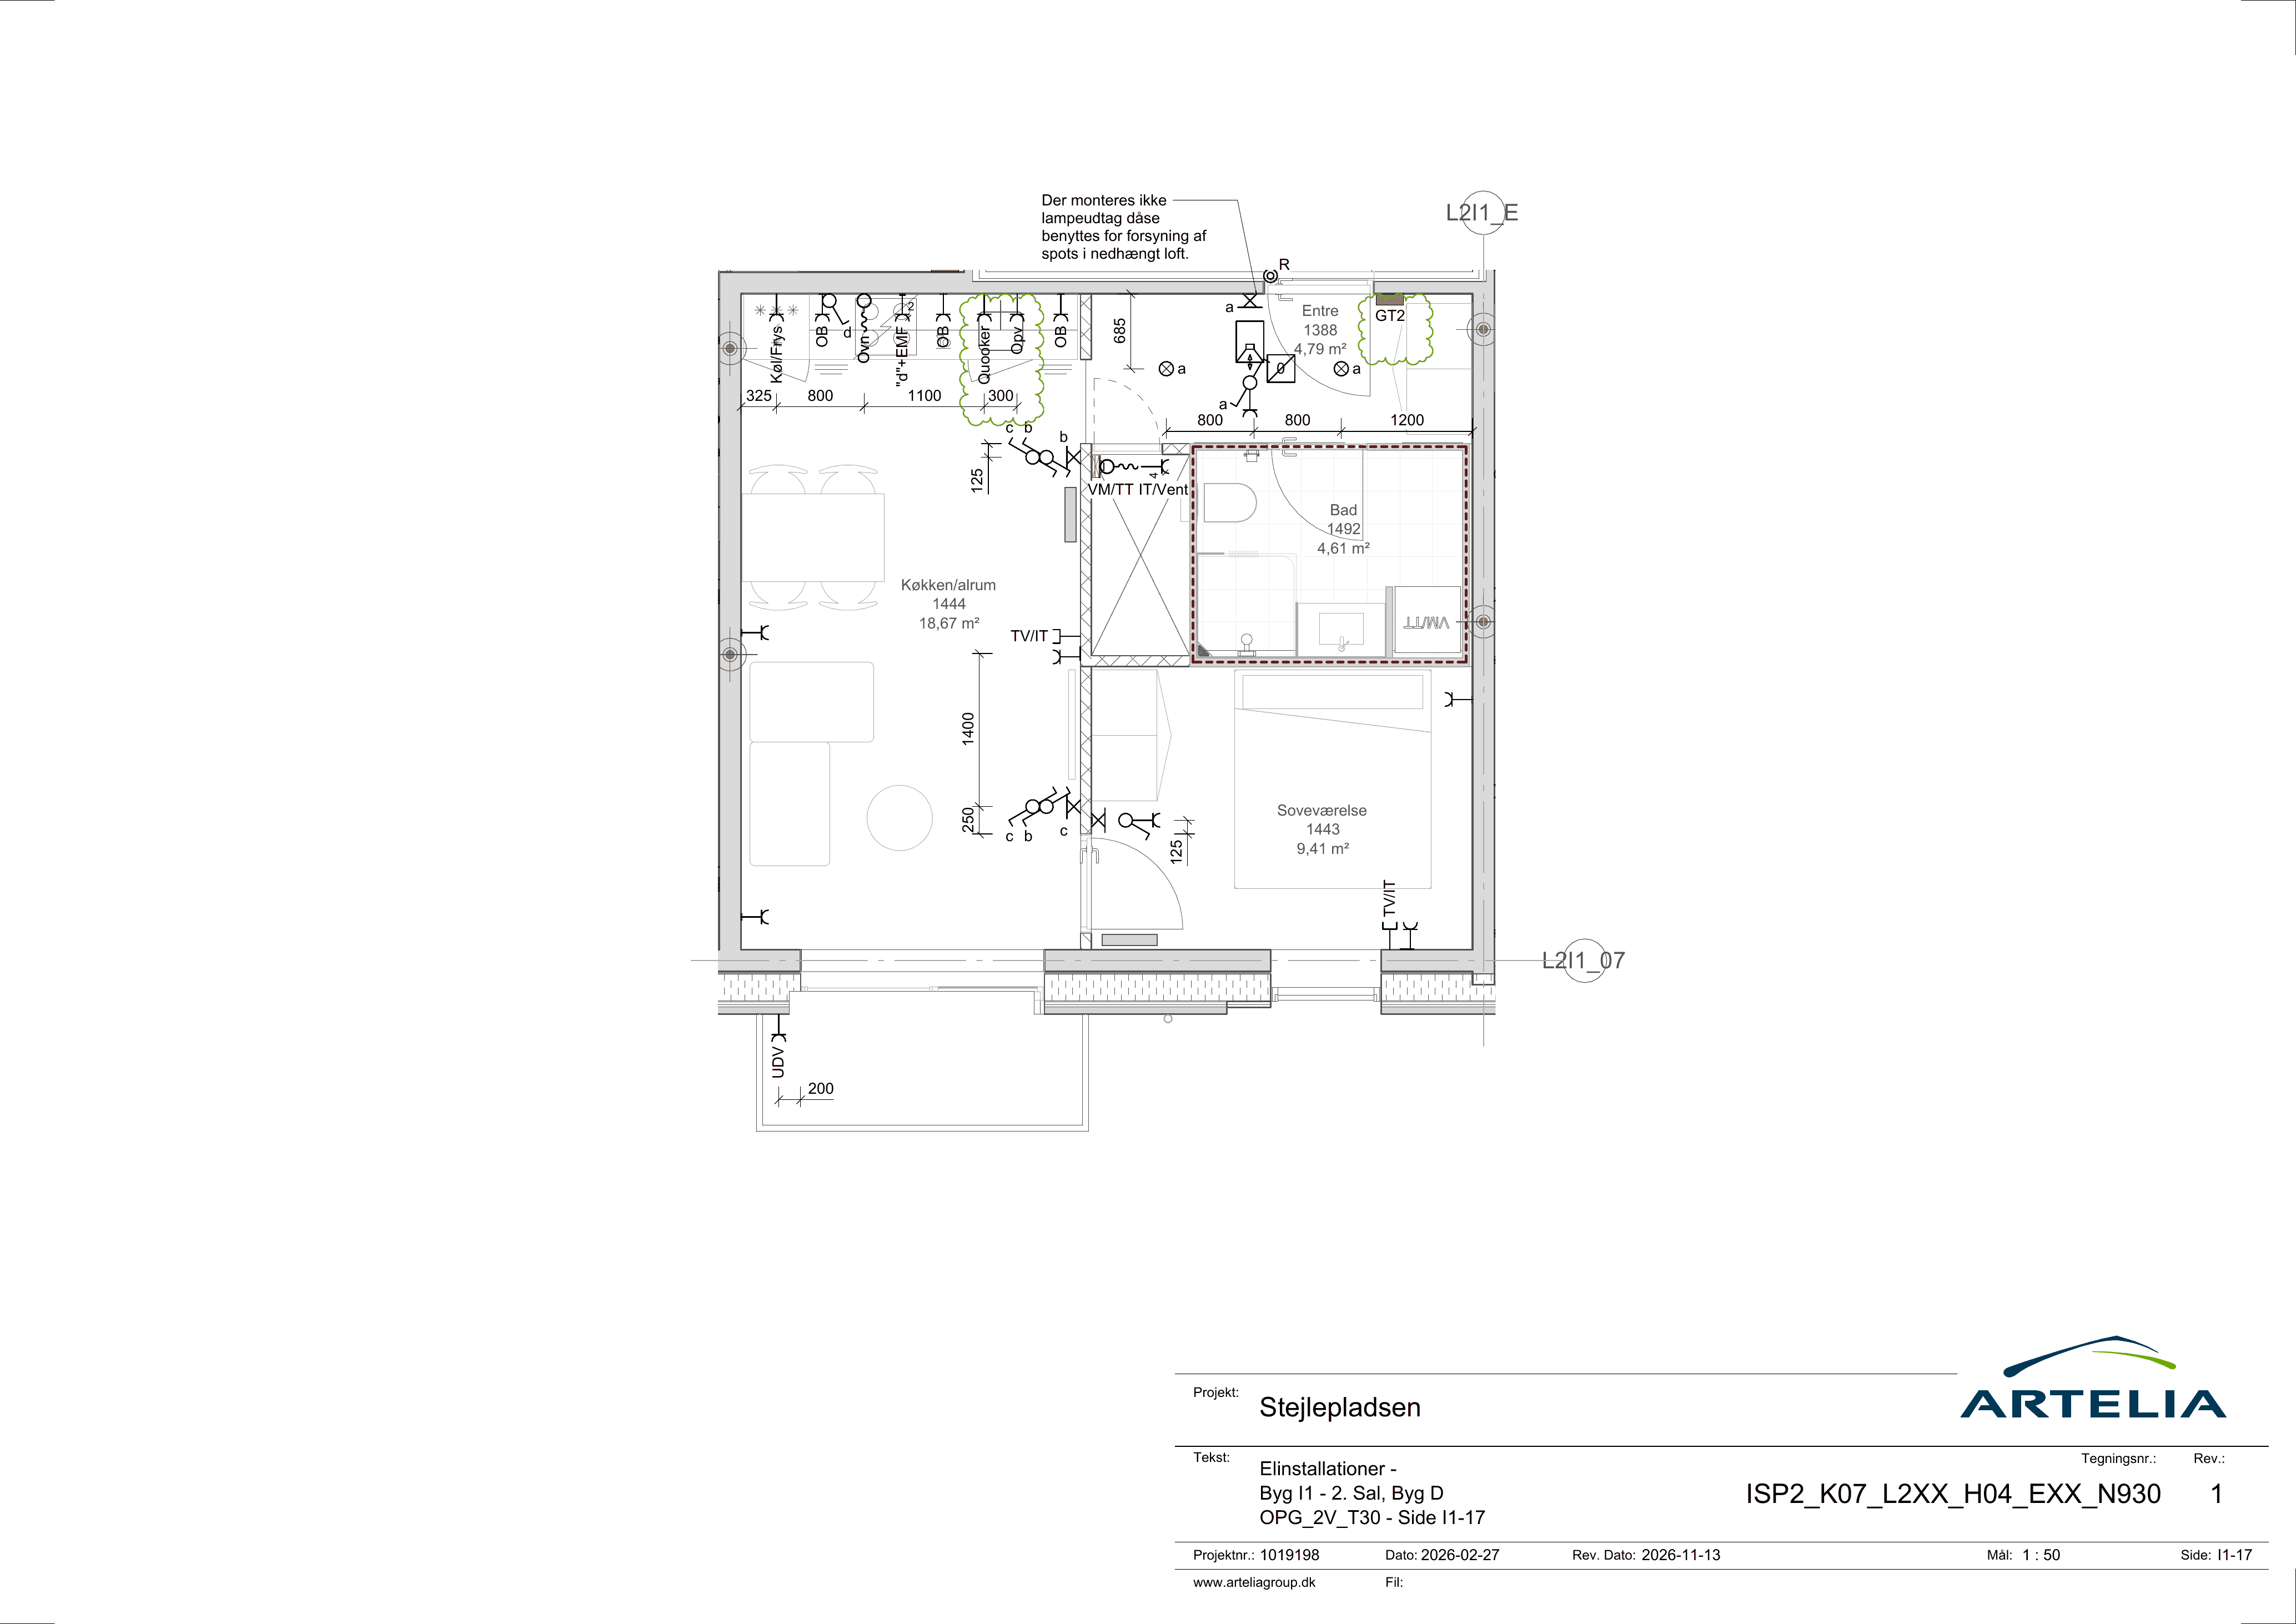 Der monteres ikke
lampeudtag dåse
benyttes for forsyning af
spots i nedhængt loft.
L2I1_E
R
a
Entre
1388
4,79 m²
GT2
685
a
0
a
a
800
800
1200
Køl/Frys
OB
d
Ovn
2
"d"+EMF
OB
Quooker
Opv
OB
325
800
1100
300
c b
b
125
4
VM/TT IT/Vent
Bad
1492
4,61 m²
VM/TT
Køkken/alrum
1444
18,67 m²
TV/IT
1400
250
c b
c
125
Soveværelse
1443
9,41 m²
TV/IT
L2I1_07
UDV
200
ARTELIA
Projekt:
Stejlepladsen
Tekst:
Elinstallationer -
Byg I1 - 2. Sal, Byg D
OPG_2V_T30 - Side I1-17
Tegningsnr.: Rev.:
ISP2_K07_L2XX_H04_EXX_N930 1
Projektnr.: 1019198 Dato: 2026-02-27 Rev. Dato: 2026-11-13 Mål: 1 : 50 Side: I1-17
www.arteliagroup.dk Fil: